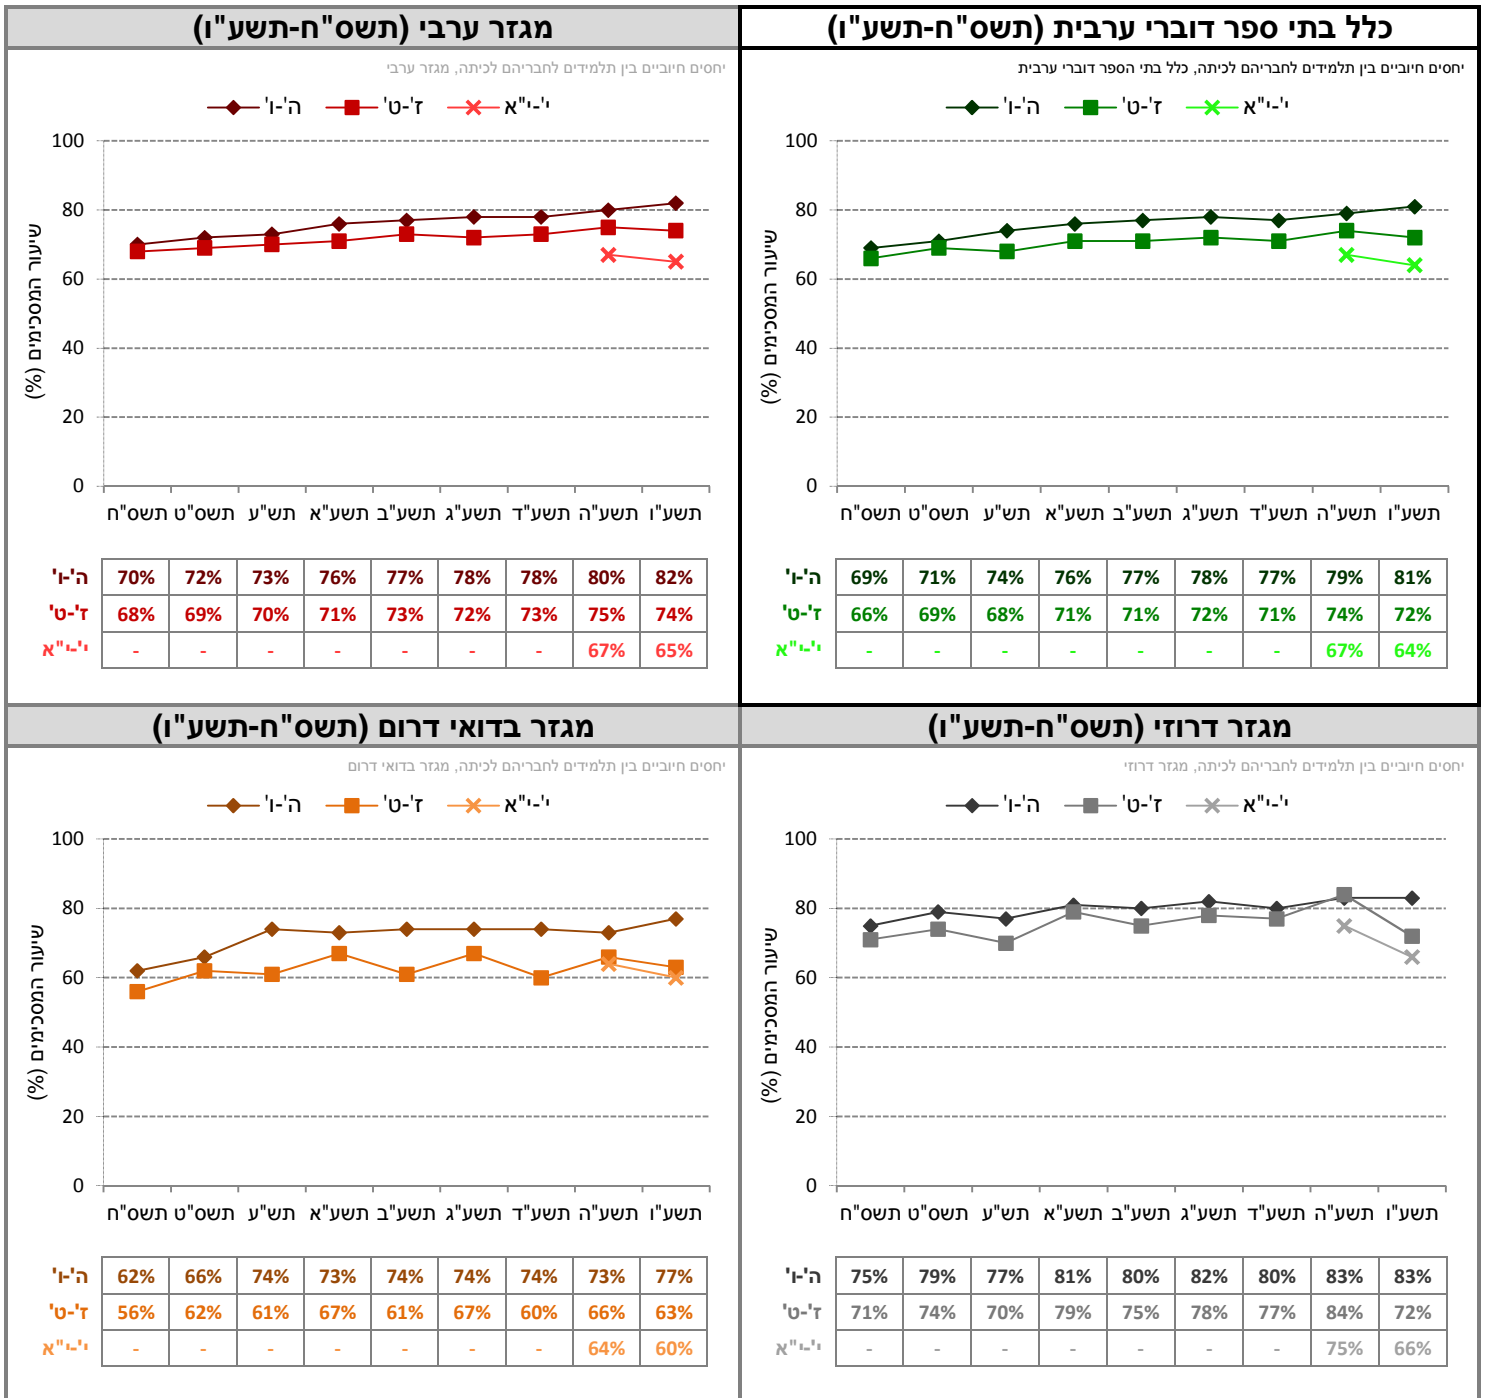 כלל בתי ספר דוברי ערבית (תשס"ח-תשע"ו)
יחסים חיוביים בין תלמידים לחבריהם לכיתה, כלל בתי הספר דוברי ערבית
ה'-ו' ז'-ט' י'-י"א
שיעור המסכימים (%)
100
80
60
40
20
0
תשס"ח תשס"ט תש"ע תשע"א תשע"ב תשע"ג תשע"ד תשע"ה תשע"ו
ה'-ו' 69% 71% 74% 76% 77% 78% 77% 79% 81%
ז'-ט' 66% 69% 68% 71% 71% 72% 71% 74% 72%
י'-י"א - - - - - - - 67% 64%
מגזר ערבי (תשס"ח-תשע"ו)
יחסים חיוביים בין תלמידים לחבריהם לכיתה, מגזר ערבי
ה'-ו' ז'-ט' י'-י"א
שיעור המסכימים (%)
100
80
60
40
20
0
תשס"ח תשס"ט תש"ע תשע"א תשע"ב תשע"ג תשע"ד תשע"ה תשע"ו
ה'-ו' 70% 72% 73% 76% 77% 78% 78% 80% 82%
ז'-ט' 68% 69% 70% 71% 73% 72% 73% 75% 74%
י'-י"א - - - - - - - 67% 65%
מגזר דרוזי (תשס"ח-תשע"ו)
יחסים חיוביים בין תלמידים לחבריהם לכיתה, מגזר דרוזי
ה'-ו' ז'-ט' י'-י"א
שיעור המסכימים (%)
100
80
60
40
20
0
תשס"ח תשס"ט תש"ע תשע"א תשע"ב תשע"ג תשע"ד תשע"ה תשע"ו
ה'-ו' 75% 79% 77% 81% 80% 82% 80% 83% 83%
ז'-ט' 71% 74% 70% 79% 75% 78% 77% 84% 72%
י'-י"א - - - - - - - 75% 66%
מגזר בדואי דרום (תשס"ח-תשע"ו)
יחסים חיוביים בין תלמידים לחבריהם לכיתה, מגזר בדואי דרום
ה'-ו' ז'-ט' י'-י"א
שיעור המסכימים (%)
100
80
60
40
20
0
תשס"ח תשס"ט תש"ע תשע"א תשע"ב תשע"ג תשע"ד תשע"ה תשע"ו
ה'-ו' 62% 66% 74% 73% 74% 74% 74% 73% 77%
ז'-ט' 56% 62% 61% 67% 61% 67% 60% 66% 63%
י'-י"א - - - - - - - 64% 60%